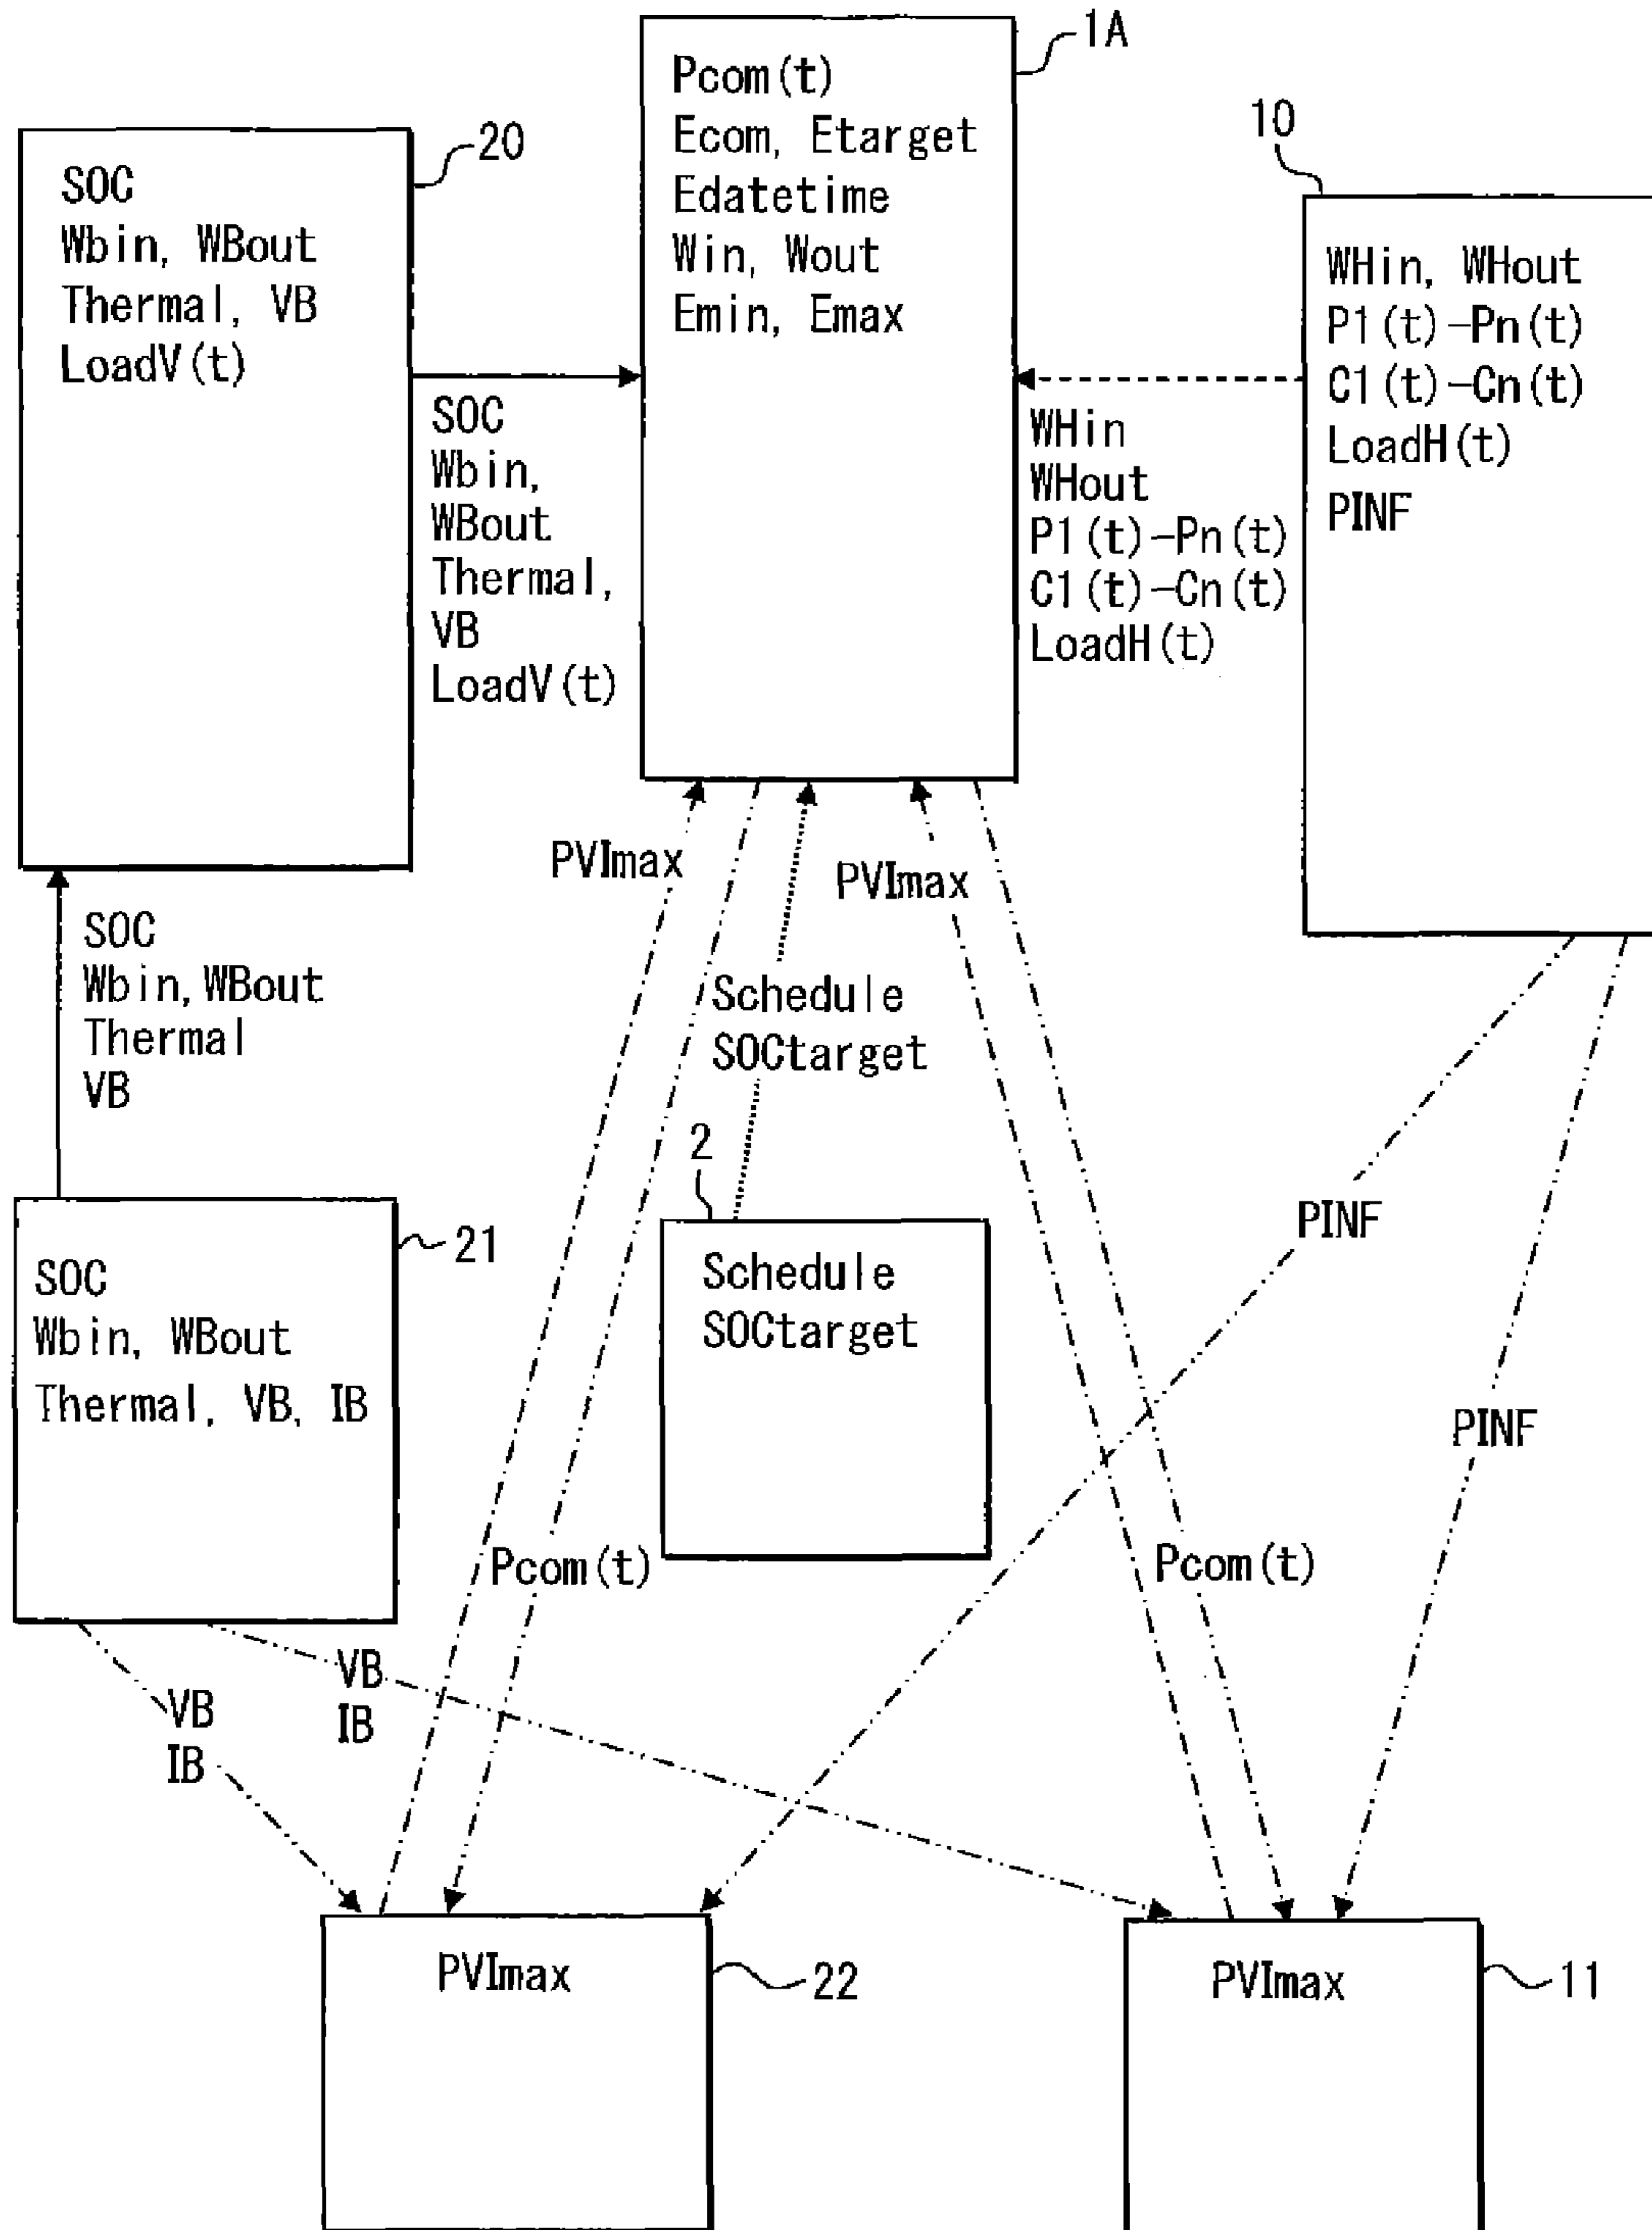 1A
Pcom(t)
Ecom, Etarget
Edatetime
Win, Wout
Emin, Emax
20
SOC
Wbin, WBout
Thermal, VB
LoadV(t)
10
WHin, WHout
P1(t)-Pn(t)
C1(t)-Cn(t)
LoadH(t)
PINF
SOC
Wbin,
WBout
Thermal,
VB
LoadV(t)
WHin
WHout
P1(t)-Pn(t)
C1(t)-Cn(t)
LoadH(t)
PVImax
PVImax
SOC
Wbin,WBout
Thermal
VB
Schedule
SOCtarget
2
Schedule
SOCtarget
21
SOC
Wbin, WBout
Thermal, VB, IB
PINF
PINF
Pcom(t)
Pcom(t)
VB
IB
VB
IB
PVImax
22
PVImax
11